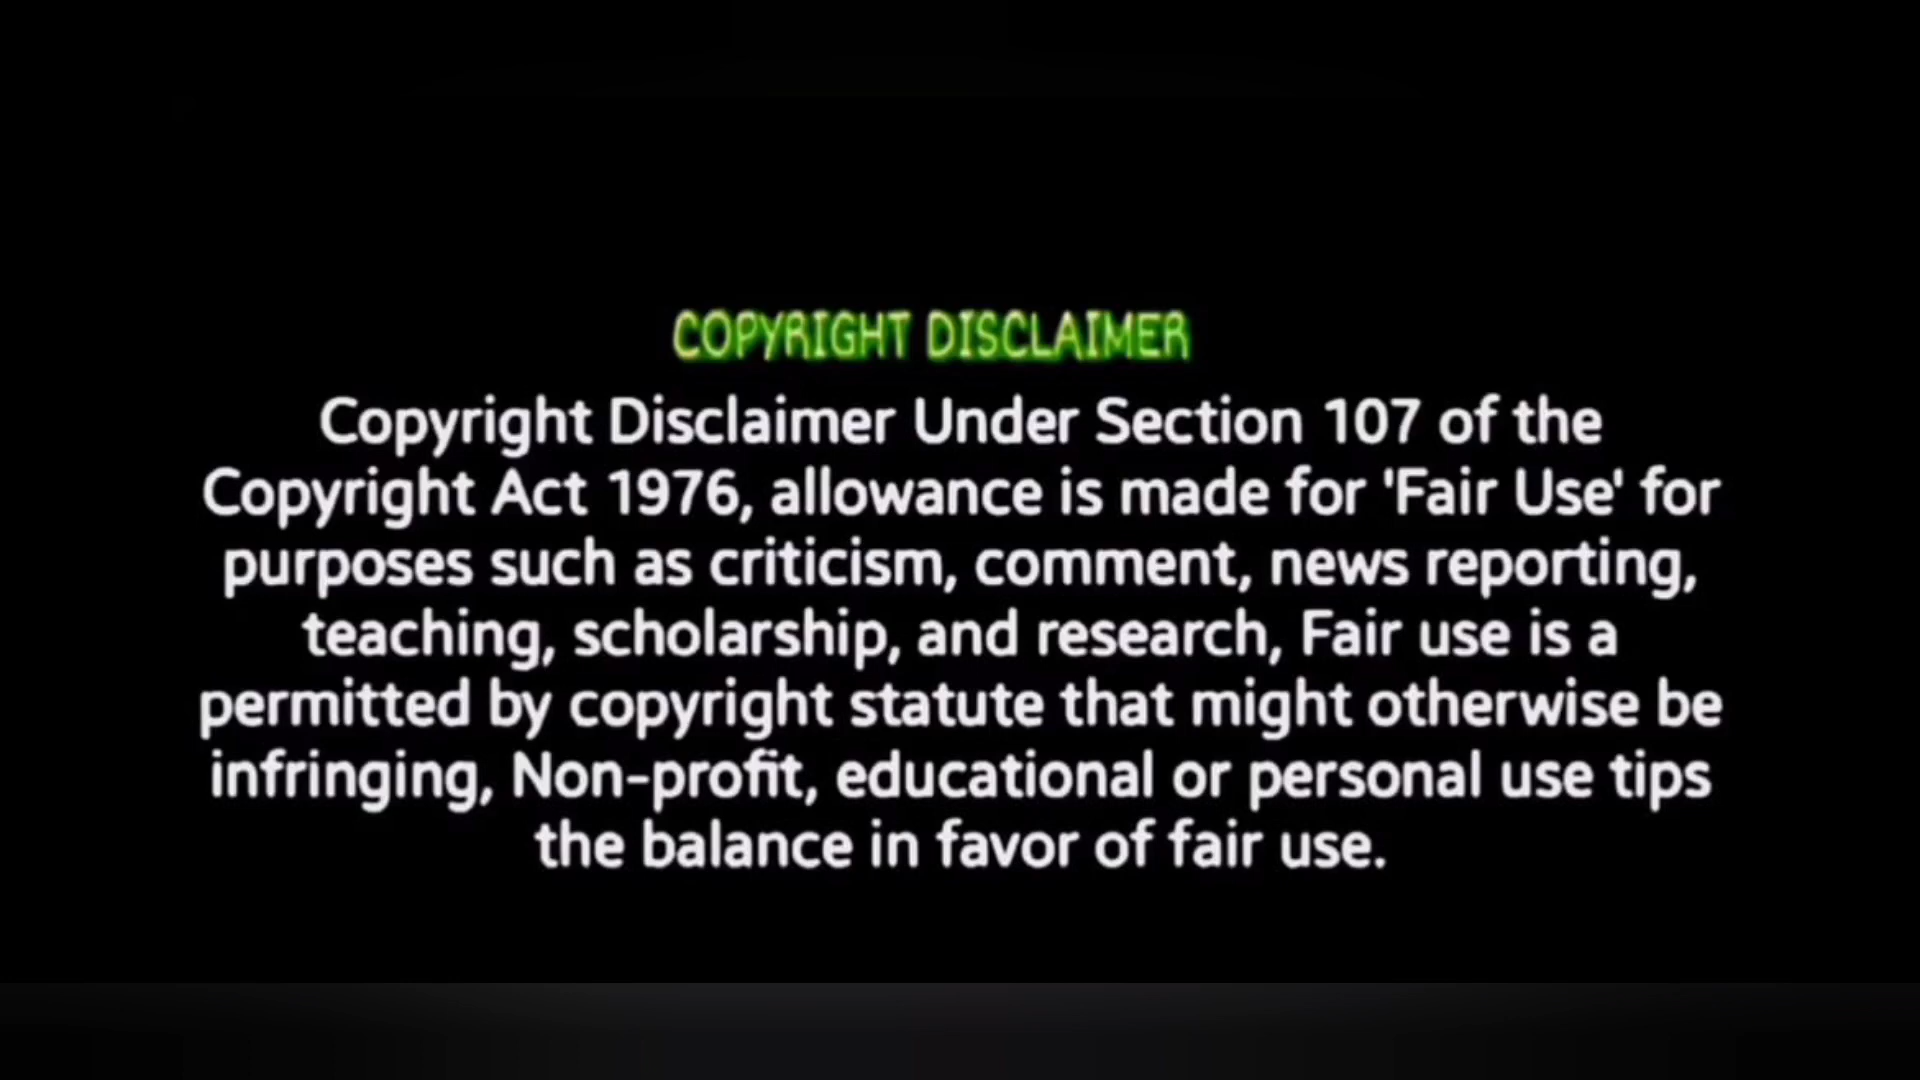 COPYRIGHT DISCLAIMER
Copyright Disclaimer Under Section 107 of the
Copyright Act 1976, allowance is made for 'Fair Use' for
purposes such as criticism, comment, news reporting,
teaching, scholarship, and research, Fair use is a
permitted by copyright statute that might otherwise be
infringing, Non-profit, educational or personal use tips
the balance in favor of fair use.